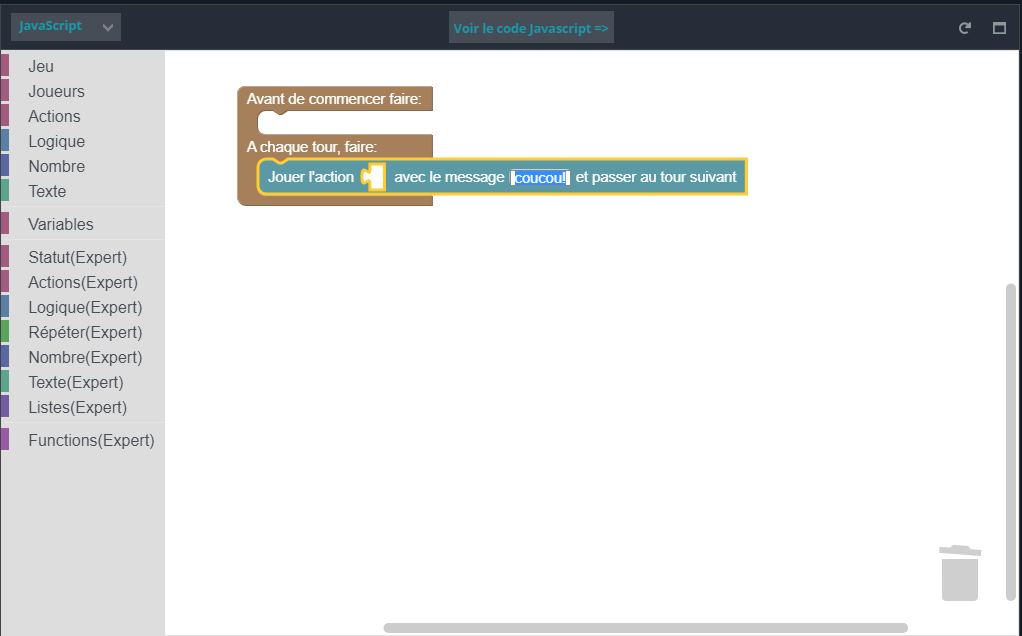 JavaScript
Voir le code Javascript =>
Jeu
Joueurs
Actions
Logique
Nombre
Texte
Variables
Statut(Expert)
Actions(Expert)
Logique(Expert)
Répéter(Expert)
Nombre(Expert)
Texte(Expert)
Listes(Expert)
Functions(Expert)
Avant de commencer faire:
A chaque tour, faire:
Jouer l'action avec le message coucou! et passer au tour suivant